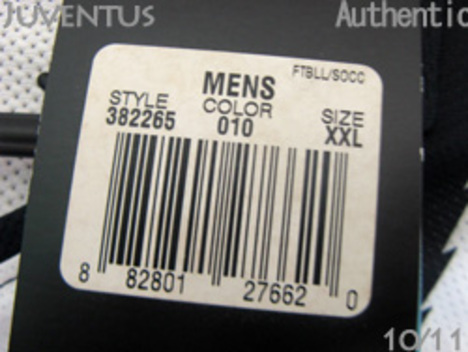 JUVENTUS
Authentic
FTBLL/SOCC
MENS
STYLE COLOR SIZE
382265 010 XXL
8 82801 27662 0
10/11